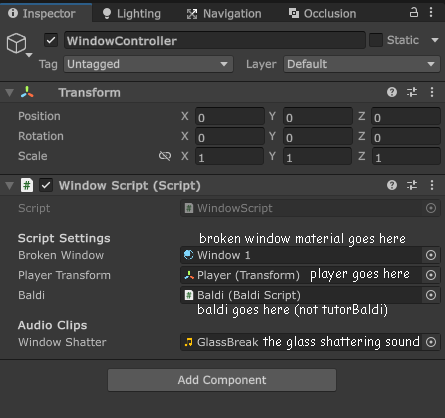 Inspector Lighting Navigation Occlusion
WindowController Static
Tag Untagged Layer Default
Transform
Position X 0 Y 0 Z 0
Rotation X 0 Y 0 Z 0
Scale X 1 Y 1 Z 1
# Window Script (Script)
Script # WindowScript
Script Settings broken window material goes here
Broken Window Window 1
Player Transform Player (Transform) player goes here
Baldi # Baldi (Baldi Script)
baldi goes here (not tutorBaldi)
Audio Clips
Window Shatter GlassBreak the glass shattering sound
Add Component